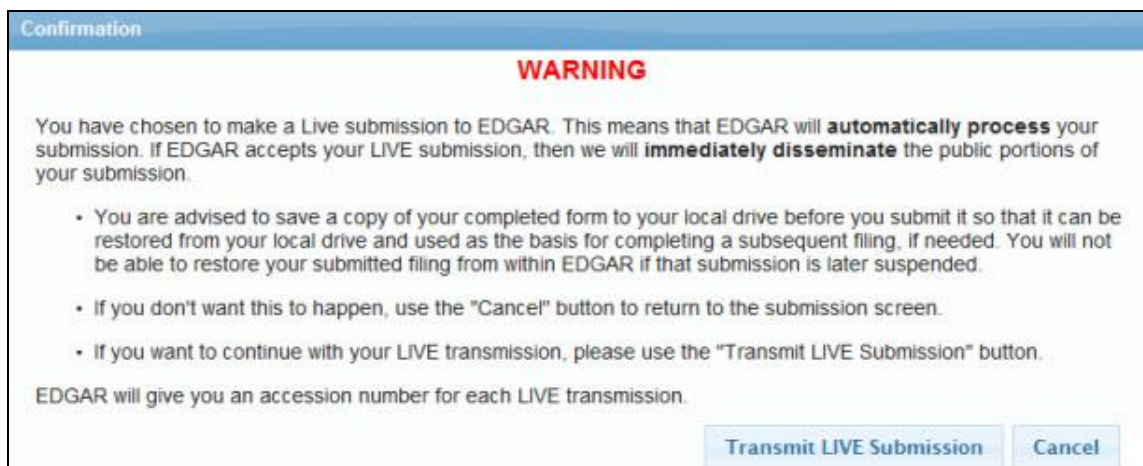 Confirmation
WARNING
You have chosen to make a Live submission to EDGAR. This means that EDGAR will automatically process your
submission. If EDGAR accepts your LIVE submission, then we will immediately disseminate the public portions of
your submission.
• You are advised to save a copy of your completed form to your local drive before you submit it so that it can be
restored from your local drive and used as the basis for completing a subsequent filing, if needed. You will not
be able to restore your submitted filing from within EDGAR if that submission is later suspended.
• If you don't want this to happen, use the "Cancel" button to return to the submission screen.
• If you want to continue with your LIVE transmission, please use the "Transmit LIVE Submission" button.
EDGAR will give you an accession number for each LIVE transmission.
Transmit LIVE Submission Cancel